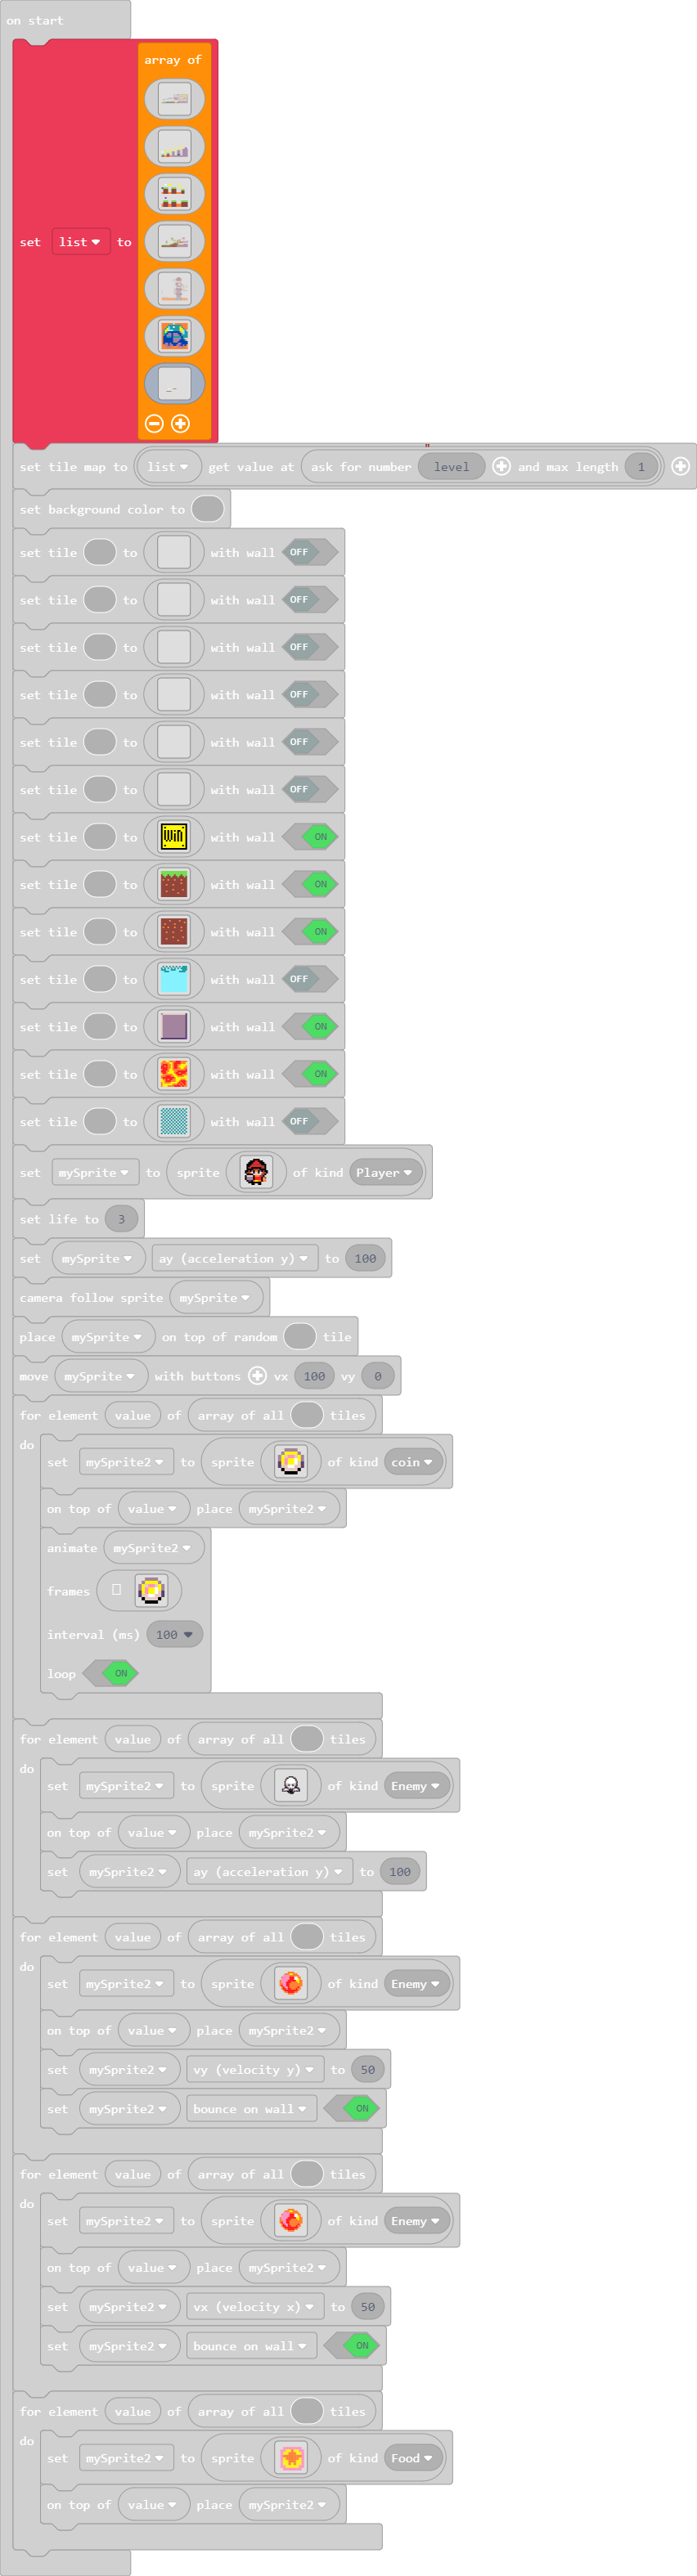 on start
array of
set list to
set tile map to list get value at ask for number " level " and max length 1
set background color to
set tile to with wall OFF
set tile to with wall OFF
set tile to with wall OFF
set tile to with wall OFF
set tile to with wall OFF
set tile to with wall OFF
set tile to Win with wall ON
set tile to with wall ON
set tile to with wall ON
set tile to with wall OFF
set tile to with wall ON
set tile to with wall ON
set tile to with wall OFF
set mySprite to sprite of kind Player
set life to 3
set mySprite ay (acceleration y) to 100
camera follow sprite mySprite
place mySprite on top of random tile
move mySprite with buttons vx 100 vy 0
for element value of array of all tiles
do
set mySprite2 to sprite of kind coin
on top of value place mySprite2
animate mySprite2
frames
interval (ms) 100
loop ON
for element value of array of all tiles
do
set mySprite2 to sprite of kind Enemy
on top of value place mySprite2
set mySprite2 ay (acceleration y) to 100
for element value of array of all tiles
do
set mySprite2 to sprite of kind Enemy
on top of value place mySprite2
set mySprite2 vy (velocity y) to 50
set mySprite2 bounce on wall ON
for element value of array of all tiles
do
set mySprite2 to sprite of kind Enemy
on top of value place mySprite2
set mySprite2 vx (velocity x) to 50
set mySprite2 bounce on wall ON
for element value of array of all tiles
do
set mySprite2 to sprite of kind Food
on top of value place mySprite2